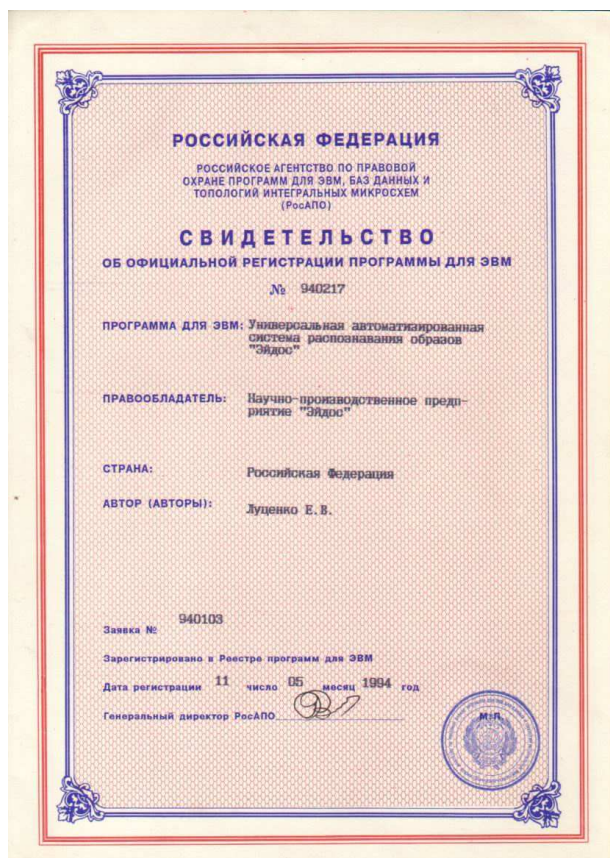 РОССИЙСКАЯ ФЕДЕРАЦИЯ
РОССИЙСКОЕ АГЕНТСТВО ПО ПРАВОВОЙ
ОХРАНЕ ПРОГРАММ ДЛЯ ЭВМ, БАЗ ДАННЫХ И
ТОПОЛОГИЙ ИНТЕГРАЛЬНЫХ МИКРОСХЕМ
(РосАПО)
СВИДЕТЕЛЬСТВО
ОБ ОФИЦИАЛЬНОЙ РЕГИСТРАЦИИ ПРОГРАММЫ ДЛЯ ЭВМ
№ 940217
ПРОГРАММА ДЛЯ ЭВМ: Универсальная автоматизированная
система распознавания образов
"Эйдос"
ПРАВООБЛАДАТЕЛЬ: Научно-производственное предп-
риятие "Эйдос"
СТРАНА: Российская Федерация
АВТОР (АВТОРЫ): Луценко Е.В.
Заявка № 940103
Зарегистрировано в Реестре программ для ЭВМ
Дата регистрации 11 число 05 месяц 1994 год
Генеральный директор РосАПО
М.П.